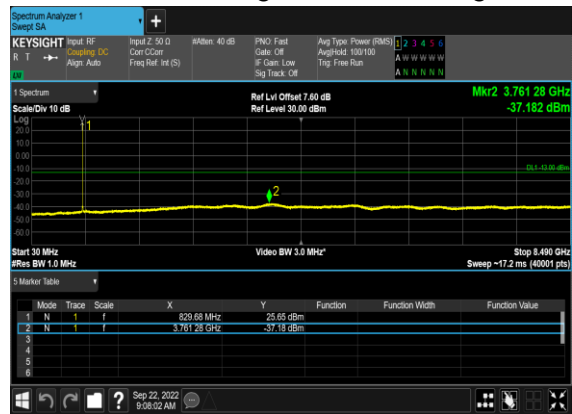 Spectrum Analyzer 1
Swept SA
+
KEYSIGHT Input: RF Input Z: 50 Ω #Atten: 40 dB PNO: Fast Avg Type: Power (RMS) 1 2 3 4 5 6
R T Coupling: DC Corr CCorr Gate: Off Avg|Hold: 100/100 A W W W W W
Align: Auto Freq Ref: Int (S) IF Gain: Low Trig: Free Run
Sig Track: Off A N N N N N
LXI
1 Spectrum Ref Lvl Offset 7.60 dB Mkr2 3.761 28 GHz
Scale/Div 10 dB Ref Level 30.00 dBm -37.182 dBm
Log
1
20.0
10.0
0.00
-10.0
DL1 -13.00 dBm
-20.0
-30.0
2
-40.0
-50.0
-60.0
Start 30 MHz Video BW 3.0 MHz* Stop 8.490 GHz
#Res BW 1.0 MHz Sweep ~17.2 ms (40001 pts)
5 Marker Table
Mode Trace Scale X Y Function Function Width Function Value
1 N 1 f 829.68 MHz 25.65 dBm
2 N 1 f 3.761 28 GHz -37.18 dBm
3
4
5
6
? Sep 22, 2022
9:08:02 AM